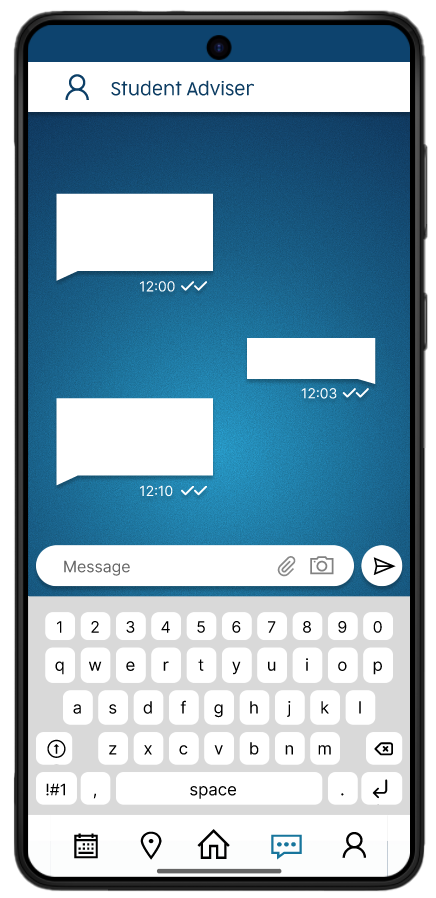 Student Adviser
12:00
12:03
12:10
Message
1 2 3 4 5 6 7 8 9 0
q w e r t y u i o p
a s d f g h j k l
z x c v b n m
!#1 , space .